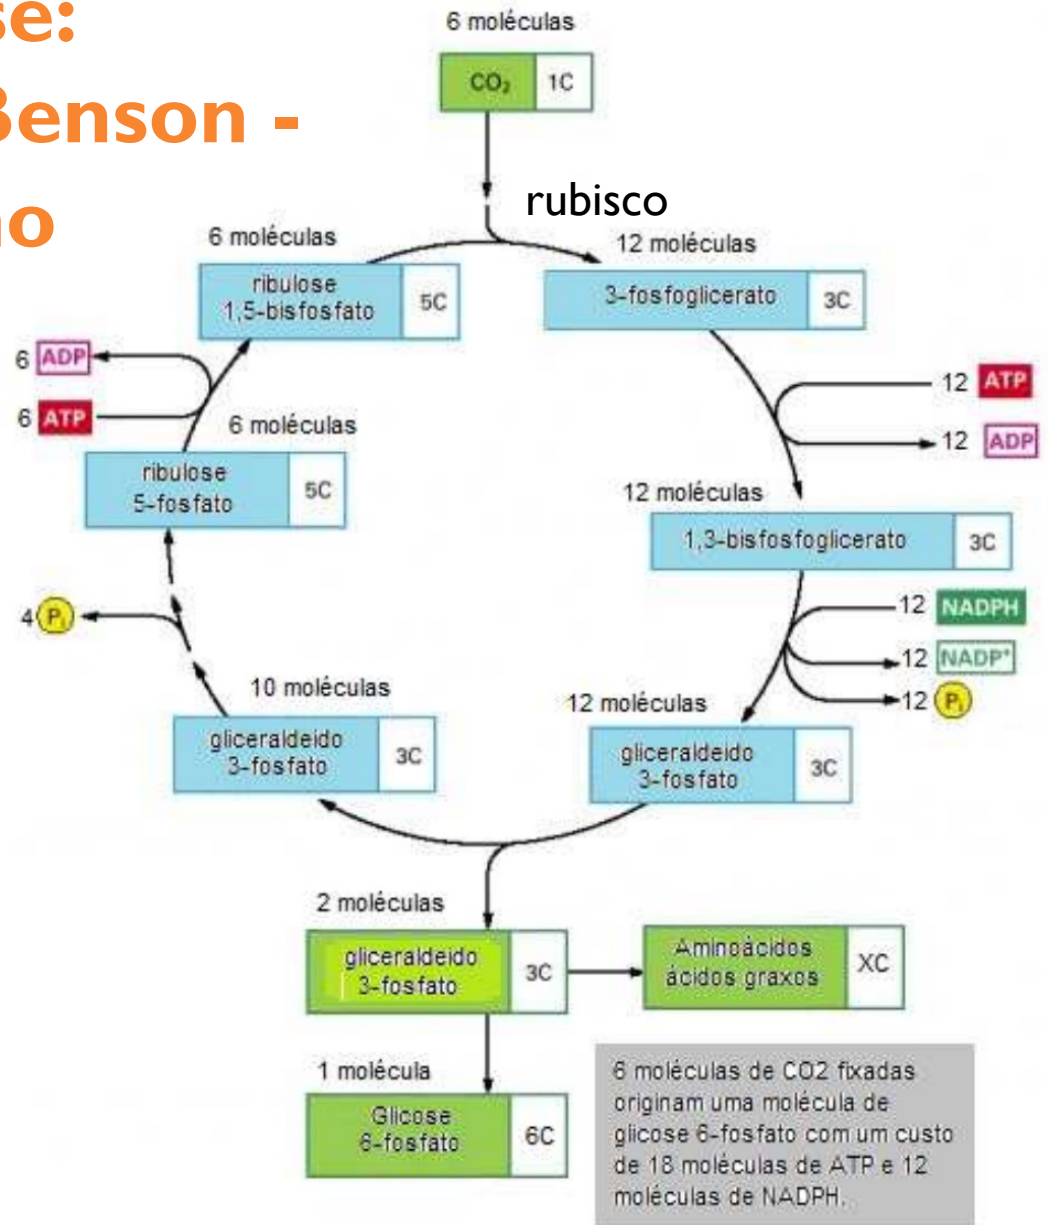 se:
Benson -
no
6 moléculas
CO₂ 1C
rubisco
6 moléculas
ribulose
1,5-bisfosfato
5C
12 moléculas
3-fosfoglicerato 3C
6 ADP
6 ATP
12 ATP
12 ADP
6 moléculas
ribulose
5-fosfato
5C
12 moléculas
1,3-bisfosfoglicerato 3C
4 Pi
12 NADPH
12 NADP⁺
12 Pi
10 moléculas
gliceraldeido
3-fosfato
3C
12 moléculas
gliceraldeido
3-fosfato
3C
2 moléculas
gliceraldeido
3-fosfato
3C
Aminoácidos
ácidos graxos
XC
1 molécula
Glicose
6-fosfato
6C
6 moléculas de CO2 fixadas
originam uma molécula de
glicose 6-fosfato com um custo
de 18 moléculas de ATP e 12
moléculas de NADPH.